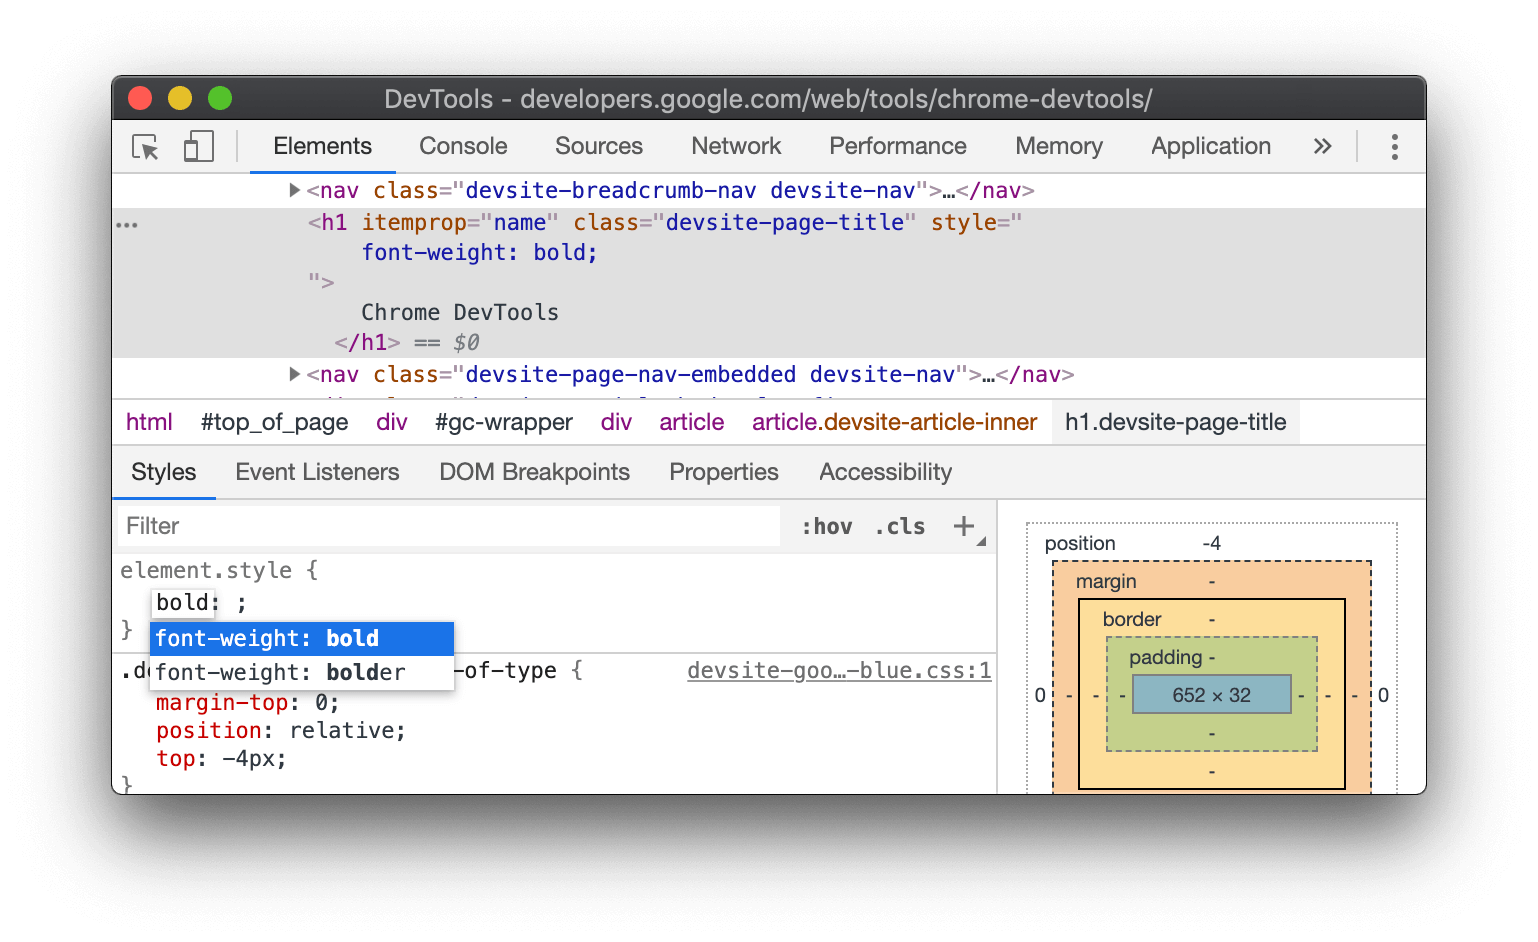 DevTools - developers.google.com/web/tools/chrome-devtools/
Elements Console Sources Network Performance Memory Application »
▶<nav class="devsite-breadcrumb-nav devsite-nav">…</nav>
… <h1 itemprop="name" class="devsite-page-title" style="
font-weight: bold;
">
Chrome DevTools
</h1> == $0
▶<nav class="devsite-page-nav-embedded devsite-nav">…</nav>
html #top_of_page div #gc-wrapper div article article.devsite-article-inner h1.devsite-page-title
Styles Event Listeners DOM Breakpoints Properties Accessibility
Filter :hov .cls +
element.style {
bold: ;
}
font-weight: bold
font-weight: bolder
-of-type { devsite-goo…-blue.css:1
margin-top: 0;
position: relative;
top: -4px;
}
position -4
margin -
border -
padding -
0 - - - 652 × 32 - - - 0
-
-